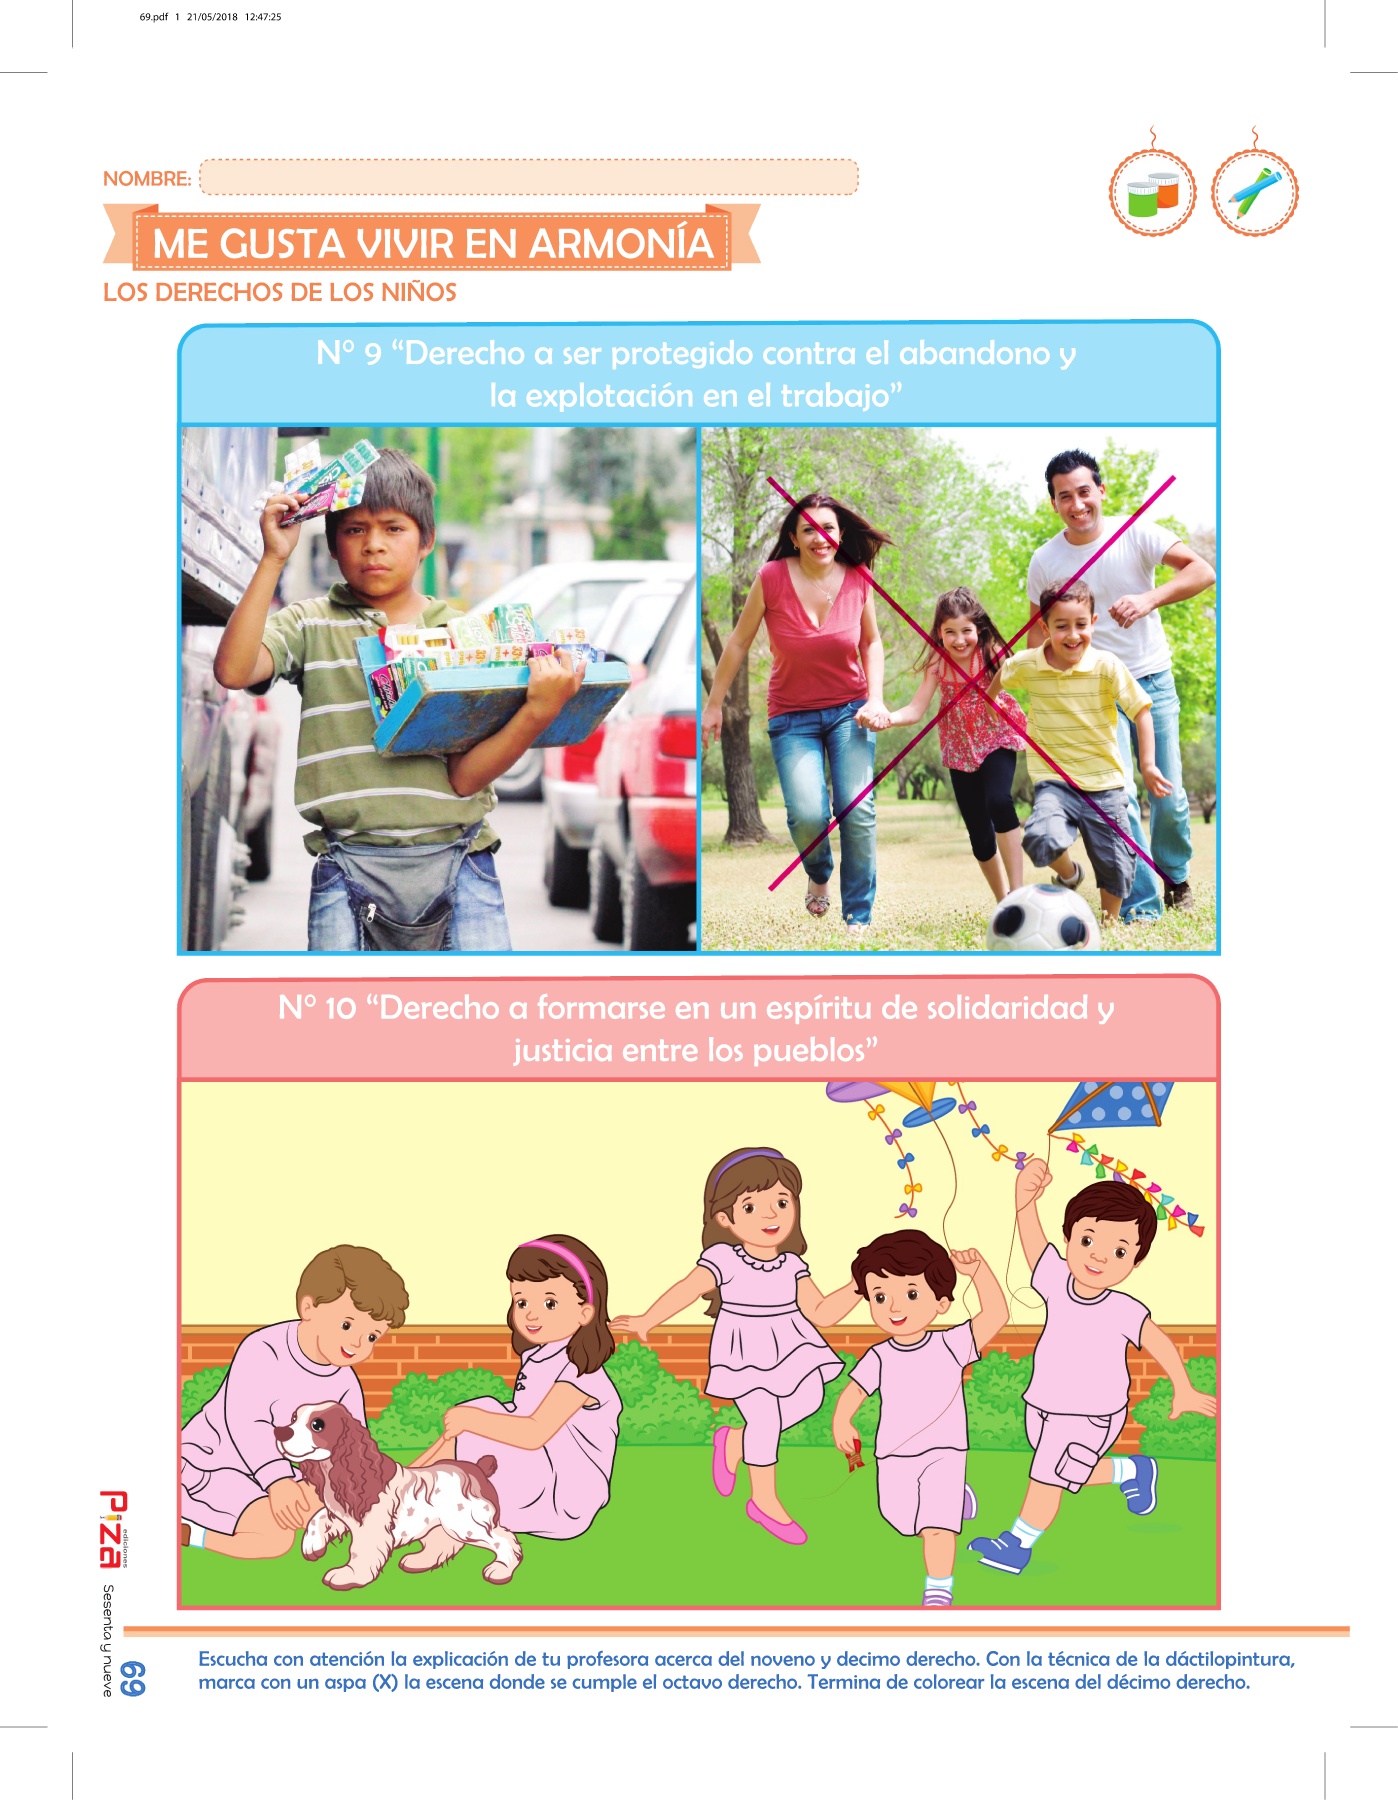 69.pdf 1 21/05/2018 12:47:25
NOMBRE:
ME GUSTA VIVIR EN ARMONÍA
LOS DERECHOS DE LOS NIÑOS
Nº 9 “Derecho a ser protegido contra el abandono y
la explotación en el trabajo”
Nº 10 “Derecho a formarse en un espíritu de solidaridad y
justicia entre los pueblos”
Piza
ediciones
Sesenta y nueve
69
Escucha con atención la explicación de tu profesora acerca del noveno y decimo derecho. Con la técnica de la dáctilopintura,
marca con un aspa (X) la escena donde se cumple el octavo derecho. Termina de colorear la escena del décimo derecho.